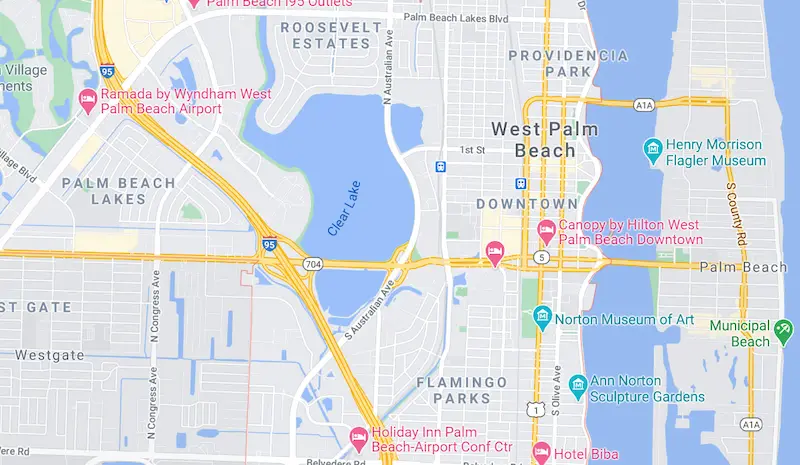 Palm Beach I95 Outlets
Palm Beach Lakes Blvd
ROOSEVELT
ESTATES
N Australian Ave
Dr
PROVIDENCIA
PARK
Village
ments
95
Ramada by Wyndham West
Palm Beach Airport
A1A
West Palm
Beach
Henry Morrison
Flagler Museum
1st St
Village Blvd
PALM BEACH
LAKES
Clear Lake
DOWNTOWN
S County Rd
Canopy by Hilton West
Palm Beach Downtown
95
704
5
Palm Beach
ST GATE
N Congress Ave
S Australian Ave
Norton Museum of Art
Municipal
Beach
Westgate
FLAMINGO
PARKS
Ann Norton
Sculpture Gardens
N Congress Ave
S Olive Ave
1
A1A
Holiday Inn Palm
Beach-Airport Conf Ctr
Hotel Biba
vere Rd
Belvedere Rd